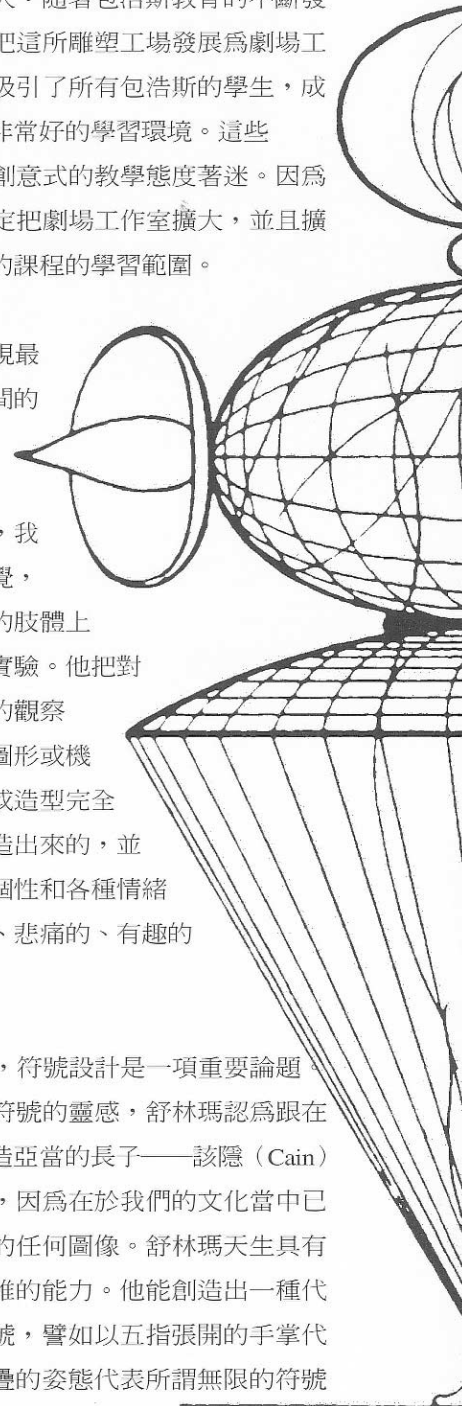 大。隨著包浩斯教育的不斷發
把這所雕塑工場發展爲劇場工
吸引了所有包浩斯的學生，成
非常好的學習環境。這些
創意式的教學態度著迷。因爲
定把劇場工作室擴大，並且擴
的課程的學習範圍。
現最
間的
，我
覺，
的肢體上
實驗。他把對
的觀察
圖形或機
成造型完全
造出來的，並
個性和各種情緒
、悲痛的、有趣的
，符號設計是一項重要論題。
符號的靈感，舒林瑪認爲跟在
造亞當的長子——該隱（Cain）
，因爲在於我們的文化當中已
的任何圖像。舒林瑪天生具有
維的能力。他能創造出一種代
號，譬如以五指張開的手掌代
疊的姿態代表所謂無限的符號